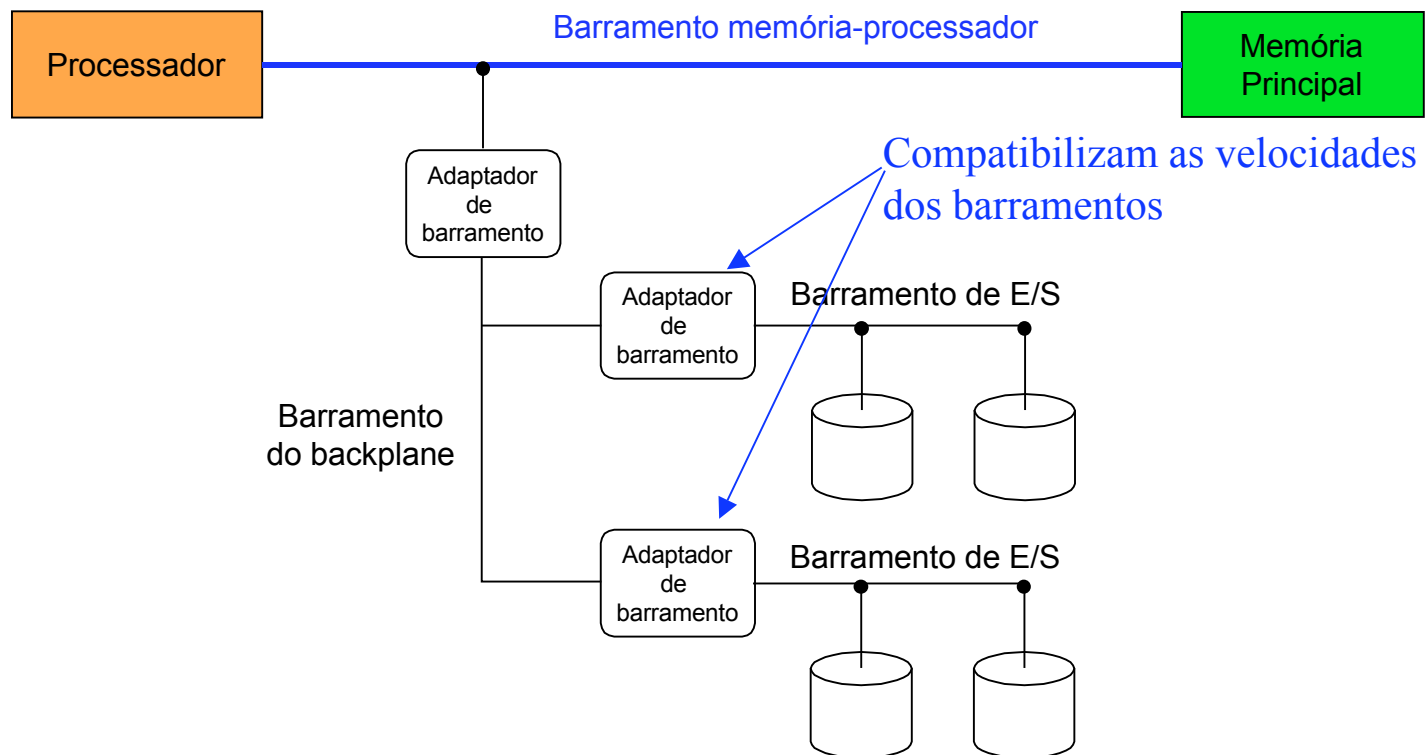 Barramento memória-processador
Processador
Memória
Principal
Compatibilizam as velocidades
dos barramentos
Adaptador
de
barramento
Adaptador
de
barramento
Barramento de E/S
Barramento
do backplane
Adaptador
de
barramento
Barramento de E/S